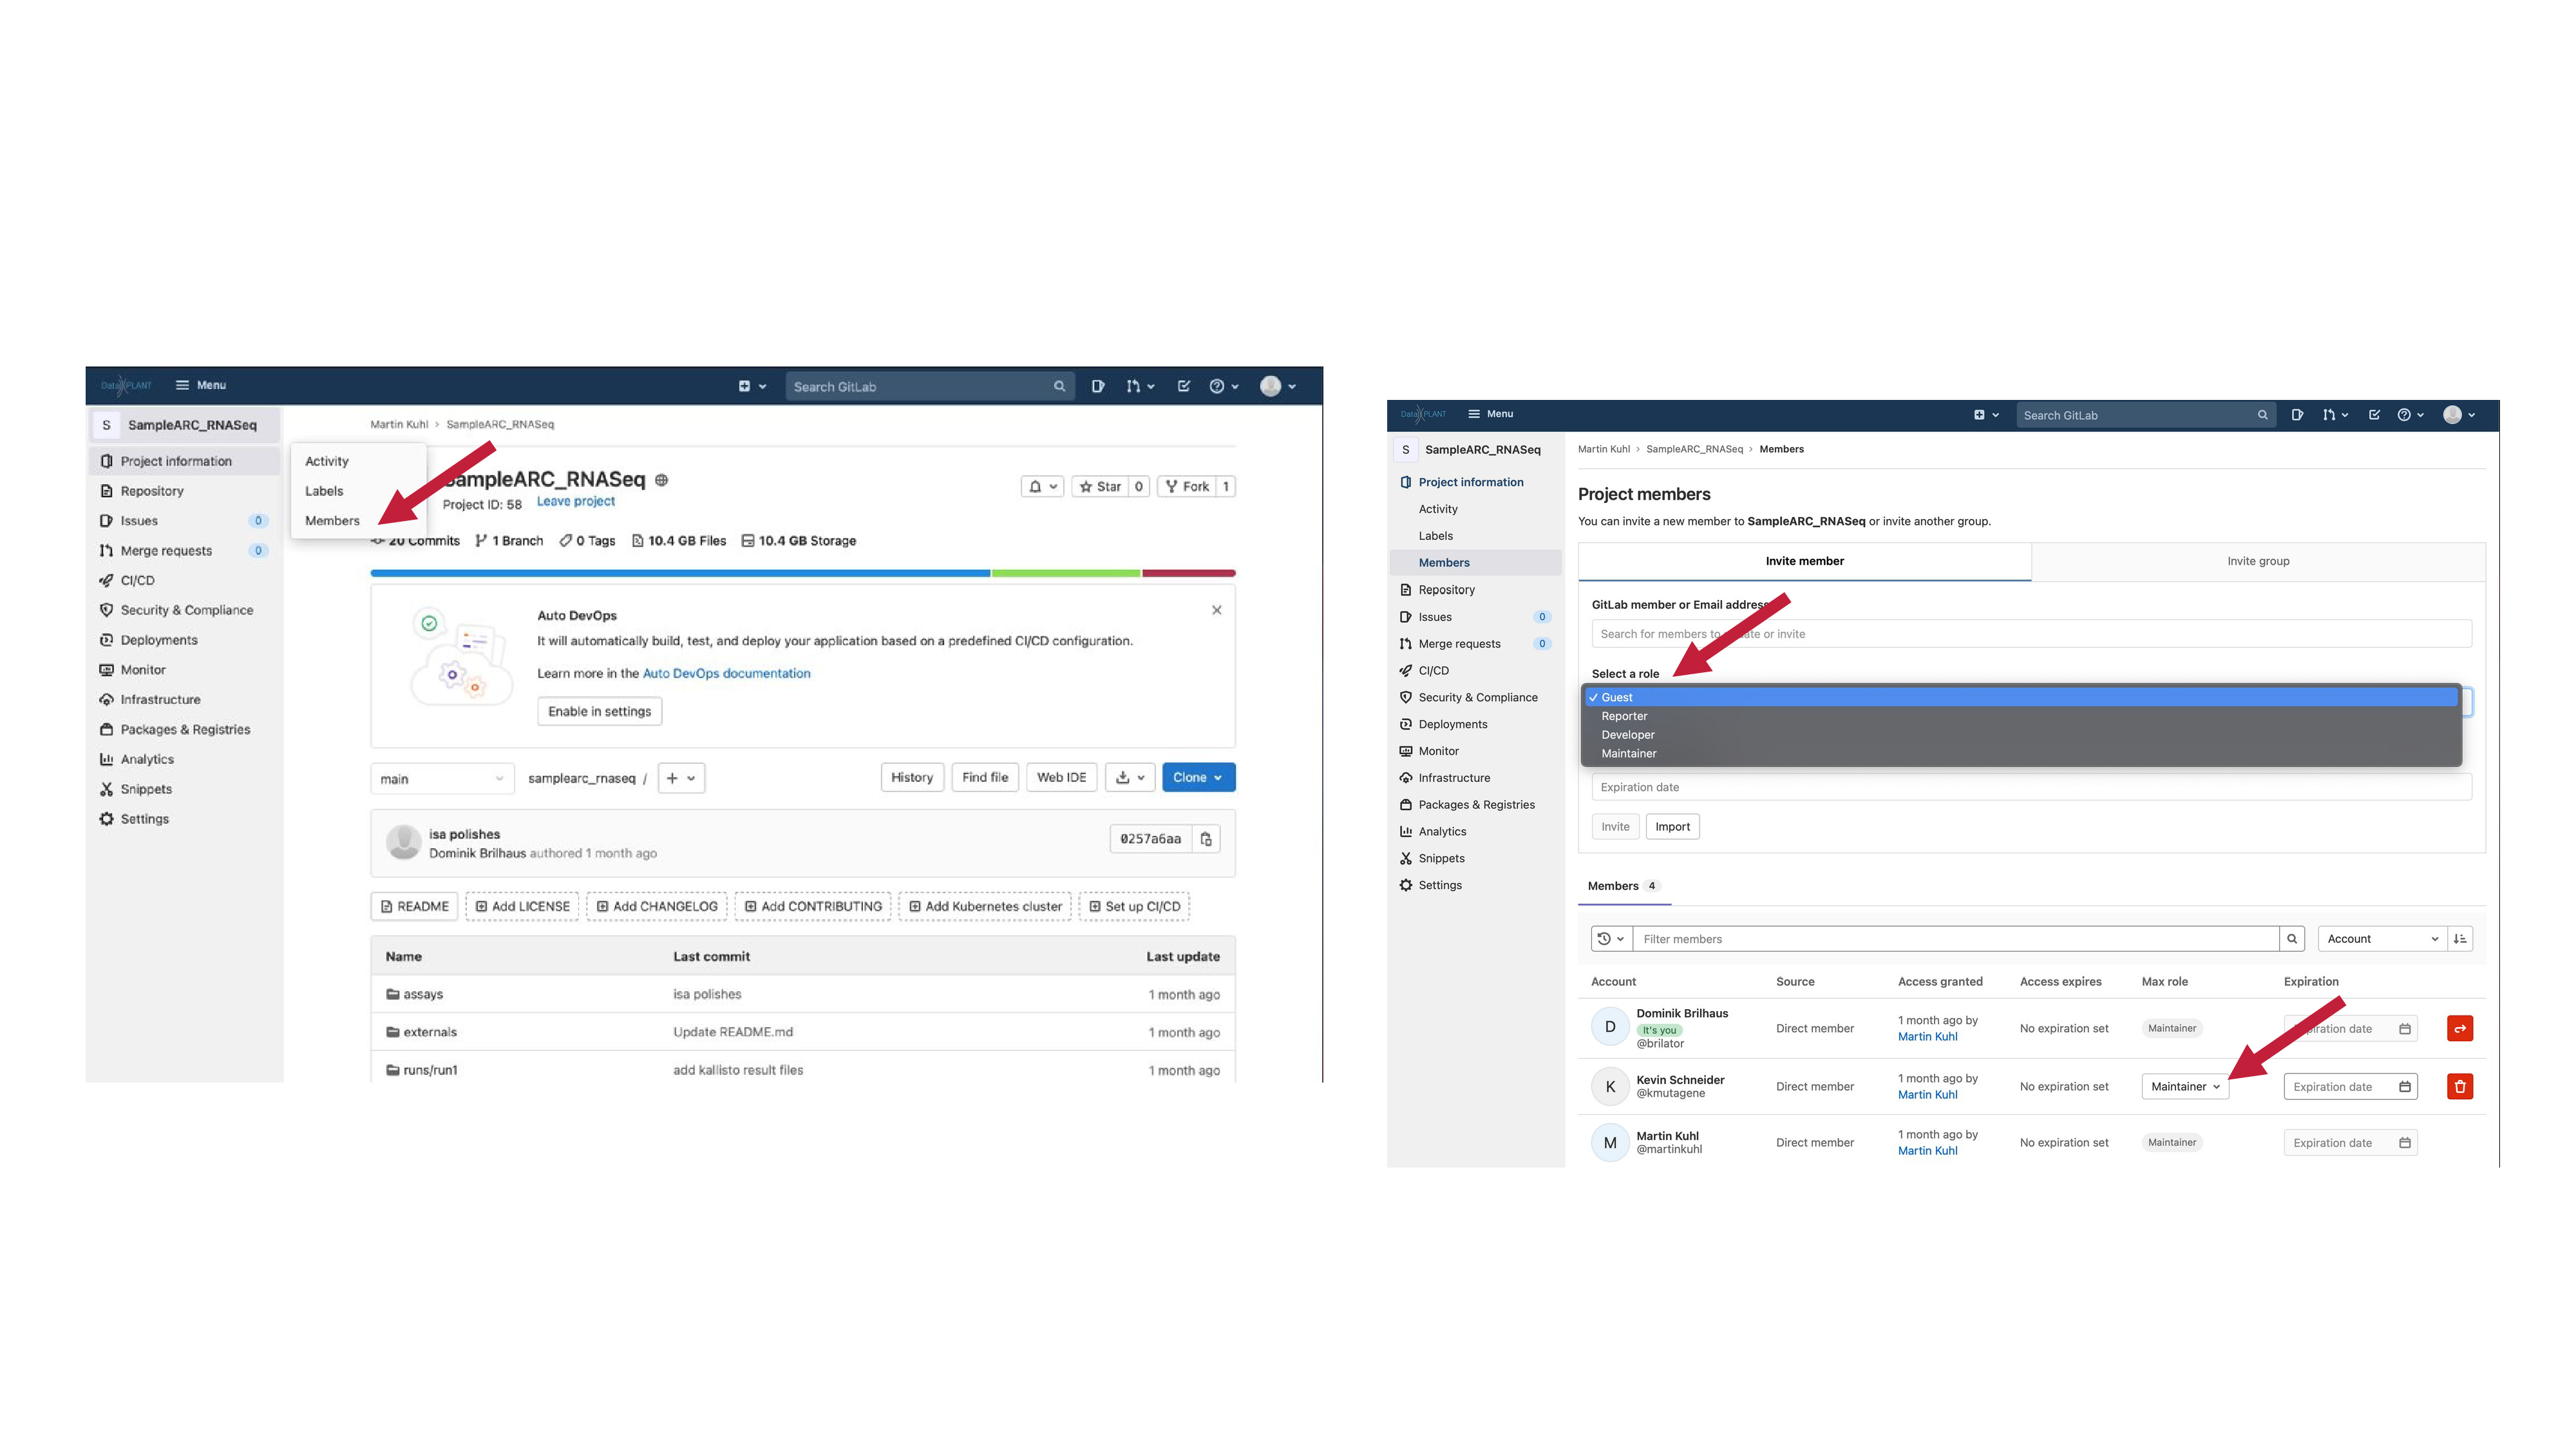 DataPLANT Menu Search GitLab
S SampleARC_RNASeq
Martin Kuhl > SampleARC_RNASeq
Project information
Repository
Issues 0
Merge requests 0
CI/CD
Security & Compliance
Deployments
Monitor
Infrastructure
Packages & Registries
Analytics
Snippets
Settings
Activity
Labels
Members
SampleARC_RNASeq
Project ID: 58 Leave project
Star 0 Fork 1
20 Commits 1 Branch 0 Tags 10.4 GB Files 10.4 GB Storage
Auto DevOps
It will automatically build, test, and deploy your application based on a predefined CI/CD configuration.
Learn more in the Auto DevOps documentation
Enable in settings
main samplearc_rnaseq / + History Find file Web IDE Clone
isa polishes
Dominik Brilhaus authored 1 month ago
0257a6aa
README Add LICENSE Add CHANGELOG Add CONTRIBUTING Add Kubernetes cluster Set up CI/CD
Name Last commit Last update
assays isa polishes 1 month ago
externals Update README.md 1 month ago
runs/run1 add kallisto result files 1 month ago
DataPLANT Menu Search GitLab
S SampleARC_RNASeq
Project information
Activity
Labels
Members
Repository
Issues 0
Merge requests 0
CI/CD
Security & Compliance
Deployments
Monitor
Infrastructure
Packages & Registries
Analytics
Snippets
Settings
Martin Kuhl > SampleARC_RNASeq > Members
Project members
You can invite a new member to SampleARC_RNASeq or invite another group.
Invite member Invite group
GitLab member or Email address
Search for members to update or invite
Select a role
Guest
Reporter
Developer
Maintainer
Expiration date
Invite Import
Members 4
Filter members Account
Account Source Access granted Access expires Max role Expiration
D Dominik Brilhaus
It's you
@brilator
Direct member 1 month ago by
Martin Kuhl
No expiration set Maintainer Expiration date
K Kevin Schneider
@kmutagene
Direct member 1 month ago by
Martin Kuhl
No expiration set Maintainer Expiration date
M Martin Kuhl
@martinkuhl
Direct member 1 month ago by
Martin Kuhl
No expiration set Maintainer Expiration date